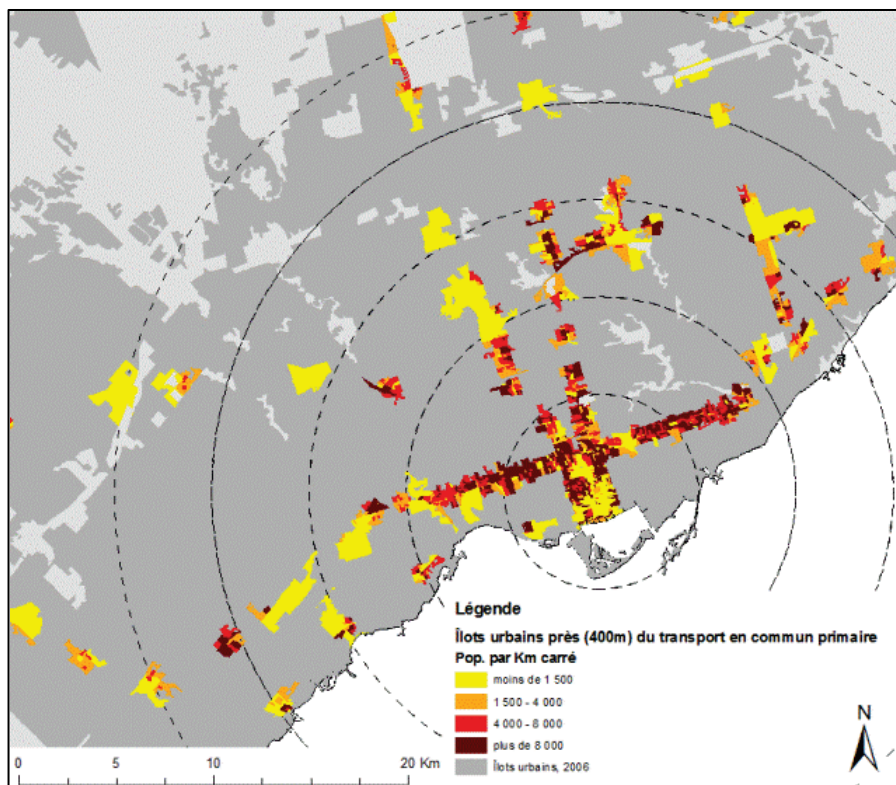 Légende
Îlots urbains près (400m) du transport en commun primaire
Pop. par Km carré
moins de 1 500
1 500 - 4 000
4 000 - 8 000
plus de 8 000
Îlots urbains, 2006
N
0 5 10 20 Km